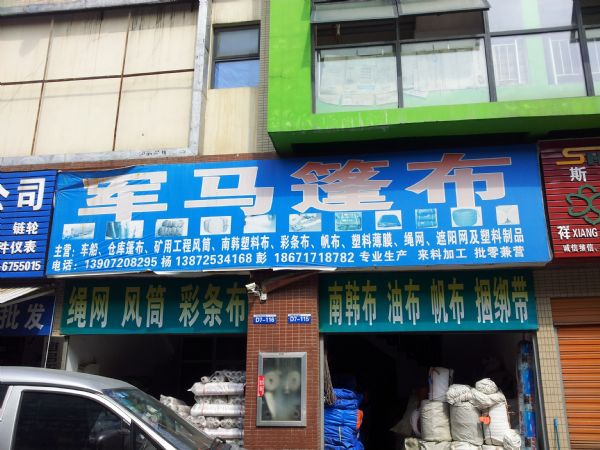 军马篷布
主营：车船、仓库篷布、矿用工程风筒、南韩塑料布、彩条布、帆布、塑料薄膜、绳网、遮阳网及塑料制品
电话：13907208295 杨 13872534168 彭 18671718782 专业生产 来料加工 批零兼营
绳网 风筒 彩条布
南韩布 油布 帆布 捆绑带
D7-116
D7-115
公司
链轮
件仪表
-6755015
批发
斯
祥 XIANG
诚信接信、